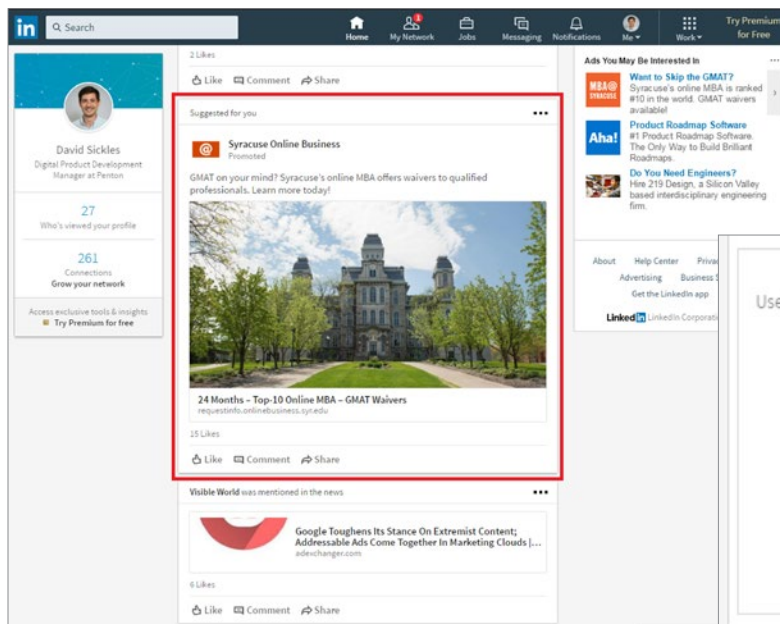 in
Search
Home
1
My Network
Jobs
Messaging
Notifications
Me
Work
Try Premium
for Free
David Sickles
Digital Product Development
Manager at Penton
27
Who's viewed your profile
261
Connections
Grow your network
Access exclusive tools & insights
Try Premium for free
2 Likes
Like Comment Share
Suggested for you
Syracuse Online Business
Promoted
GMAT on your mind? Syracuse's online MBA offers waivers to qualified
professionals. Learn more today!
24 Months – Top-10 Online MBA – GMAT Waivers
requestinfo.onlinebusiness.syr.edu
15 Likes
Like Comment Share
Visible World was mentioned in the news
Google Toughens Its Stance On Extremist Content;
Addressable Ads Come Together In Marketing Clouds |...
adexchanger.com
6 Likes
Like Comment Share
Ads You May Be Interested In
MBA@
SYRACUSE
Want to Skip the GMAT?
Syracuse's online MBA is ranked
#10 in the world. GMAT waivers
available!
Aha!
Product Roadmap Software
#1 Product Roadmap Software.
The Only Way to Build Brilliant
Roadmaps.
Do You Need Engineers?
Hire 219 Design, a Silicon Valley
based interdisciplinary engineering
firm.
About Help Center Priva
Advertising Business S
Get the LinkedIn app
Linked in LinkedIn Corporati
Use